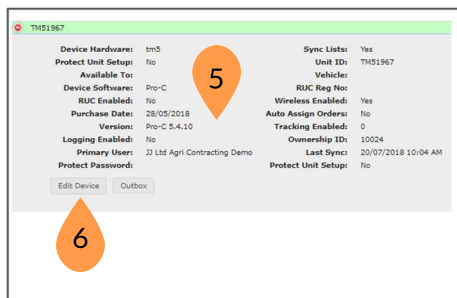 TM51967
Device Hardware: tm5 Sync Lists: Yes
Protect Unit Setup: No Unit ID: TM51967
Available To: Vehicle:
Device Software: Pro-C RUC Reg No:
RUC Enabled: No Wireless Enabled: Yes
Purchase Date: 28/05/2018 Auto Assign Orders: No
Version: Pro-C 5.4.10 Tracking Enabled: 0
Logging Enabled: No Ownership ID: 10024
Primary User: JJ Ltd Agri Contracting Demo Last Sync: 20/07/2018 10:04 AM
Protect Password: Protect Unit Setup: No
5
Edit Device Outbox
6